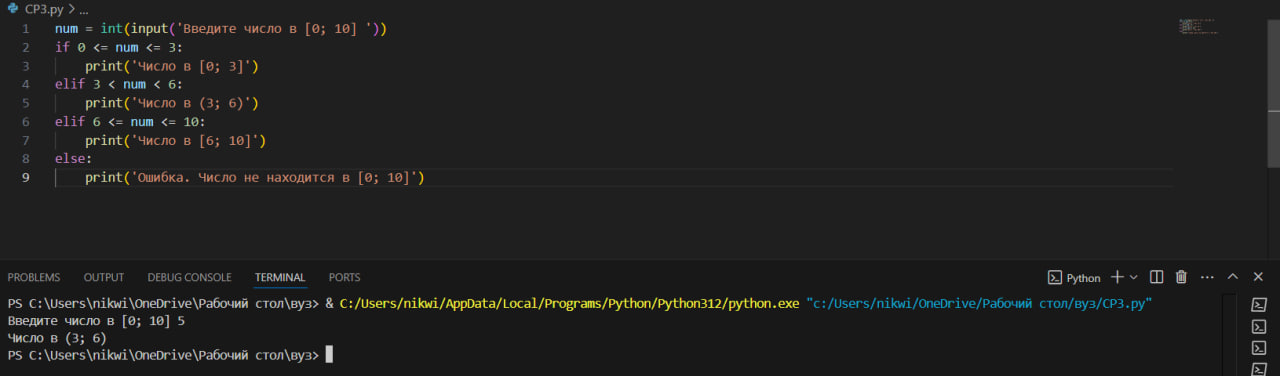 CP3.py > ...
1 num = int(input('Введите число в [0; 10] '))
2 if 0 <= num <= 3:
3     print('Число в [0; 3]')
4 elif 3 < num < 6:
5     print('Число в (3; 6)')
6 elif 6 <= num <= 10:
7     print('Число в [6; 10]')
8 else:
9     print('Ошибка. Число не находится в [0; 10]')
PROBLEMS OUTPUT DEBUG CONSOLE TERMINAL PORTS Python
PS C:\Users\nikwi\OneDrive\Рабочий стол\вуз> & C:/Users/nikwi/AppData/Local/Programs/Python/Python312/python.exe "c:/Users/nikwi/OneDrive/Рабочий стол/вуз/CP3.py"
Введите число в [0; 10] 5
Число в (3; 6)
PS C:\Users\nikwi\OneDrive\Рабочий стол\вуз>